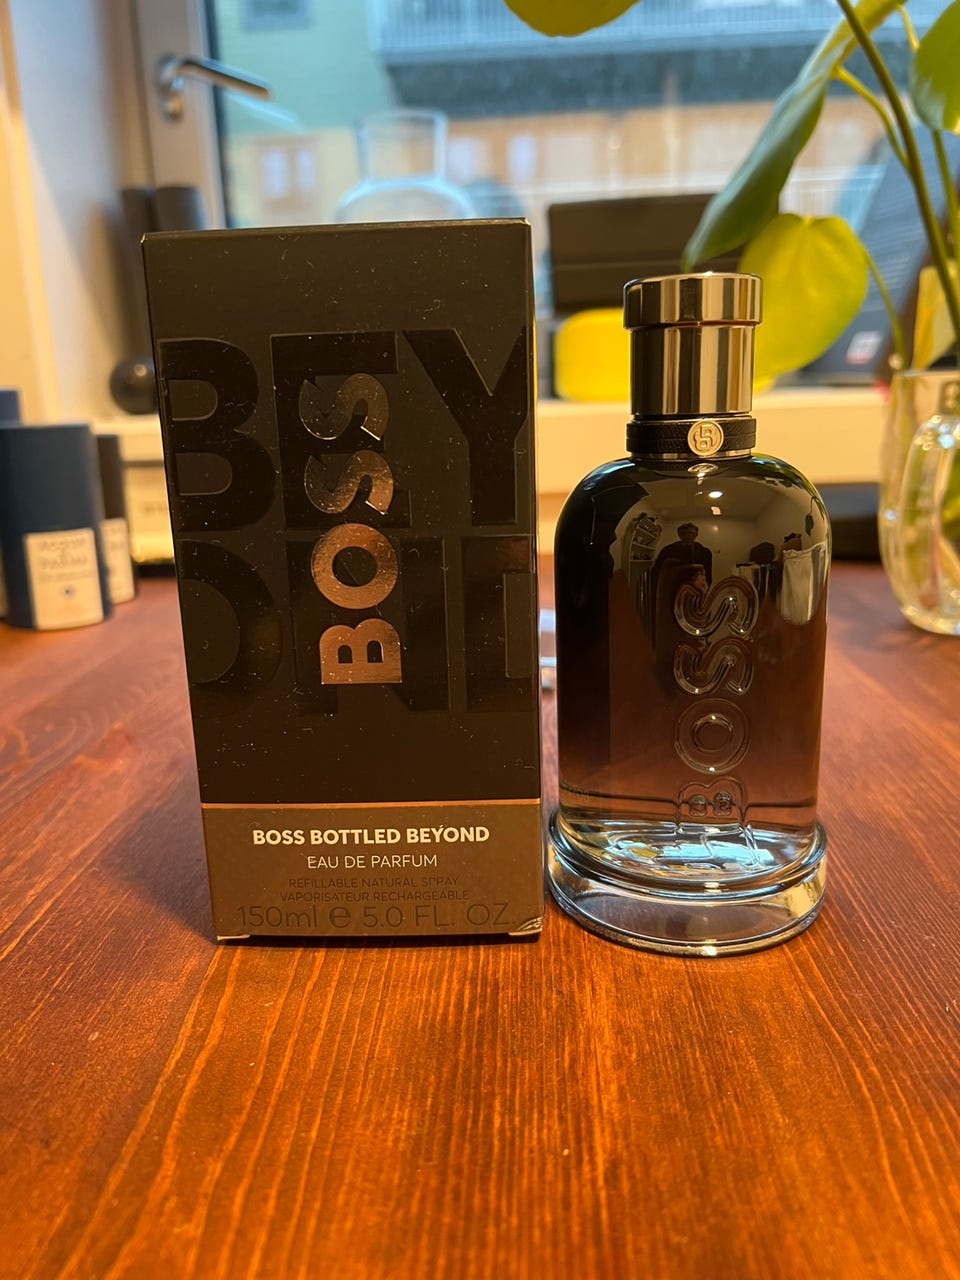 BEY
OND
BOSS
BOSS BOTTLED BEYOND
EAU DE PARFUM
REFILLABLE NATURAL SPRAY
VAPORISATEUR RECHARGEABLE
150ml e 5.0 FL. OZ.
BOSS
ACQUA
PARMA